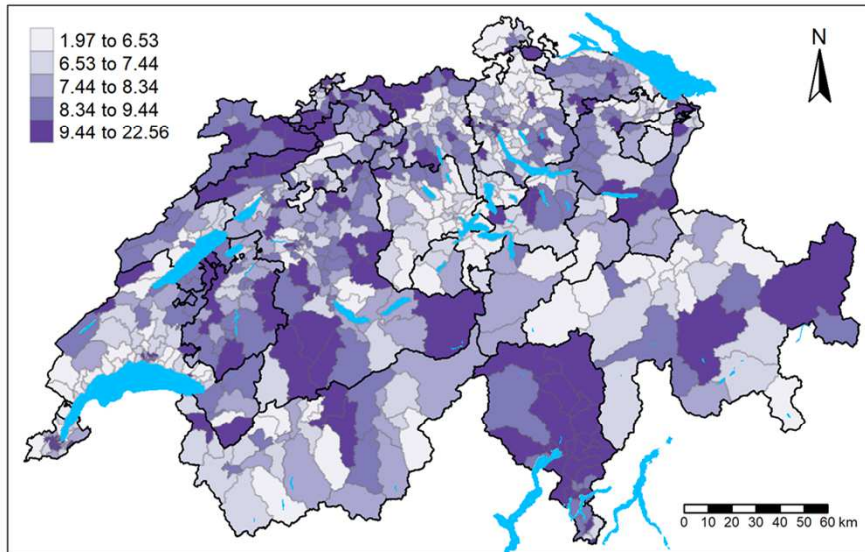 1.97 to 6.53
6.53 to 7.44
7.44 to 8.34
8.34 to 9.44
9.44 to 22.56
N
0 10 20 30 40 50 60 km